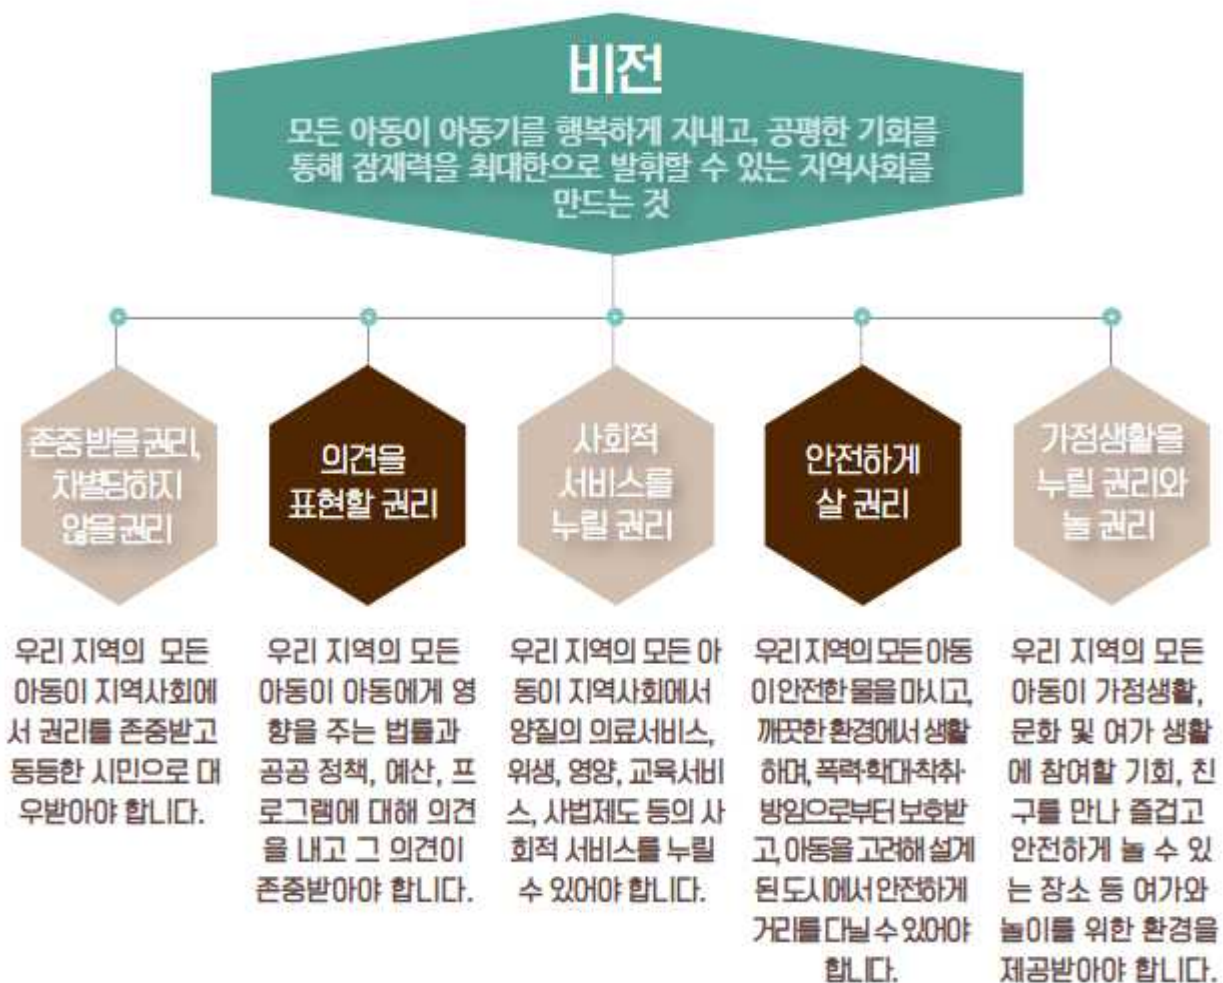 비전
모든 아동이 아동기를 행복하게 지내고, 공평한 기회를
통해 잠재력을 최대한으로 발휘할 수 있는 지역사회를
만드는 것
존중 받을 권리,
차별당하지
않을 권리
의견을
표현할 권리
사회적
서비스를
누릴 권리
안전하게
살 권리
가정생활을
누릴 권리와
놀 권리
우리 지역의 모든
아동이 지역사회에
서 권리를 존중받고
동등한 시민으로 대
우받아야 합니다.
우리 지역의 모든
아동이 아동에게 영
향을 주는 법률과
공공 정책, 예산, 프
로그램에 대해 의견
을 내고 그 의견이
존중받아야 합니다.
우리 지역의 모든 아
동이 지역사회에서
양질의 의료서비스,
위생, 영양, 교육서비
스, 사법제도 등의 사
회적 서비스를 누릴
수 있어야 합니다.
우리 지역의 모든 아동
이 안전한 물을 마시고,
깨끗한 환경에서 생활
하며, 폭력·학대·착취·
방임으로부터 보호받
고, 아동을 고려해 설계
된 도시에서 안전하게
거리를 다닐 수 있어야
합니다.
우리 지역의 모든
아동이 가정생활,
문화 및 여가 생활
에 참여할 기회, 친
구를 만나 즐겁고
안전하게 놀 수 있
는 장소 등 여가와
놀이를 위한 환경을
제공받아야 합니다.